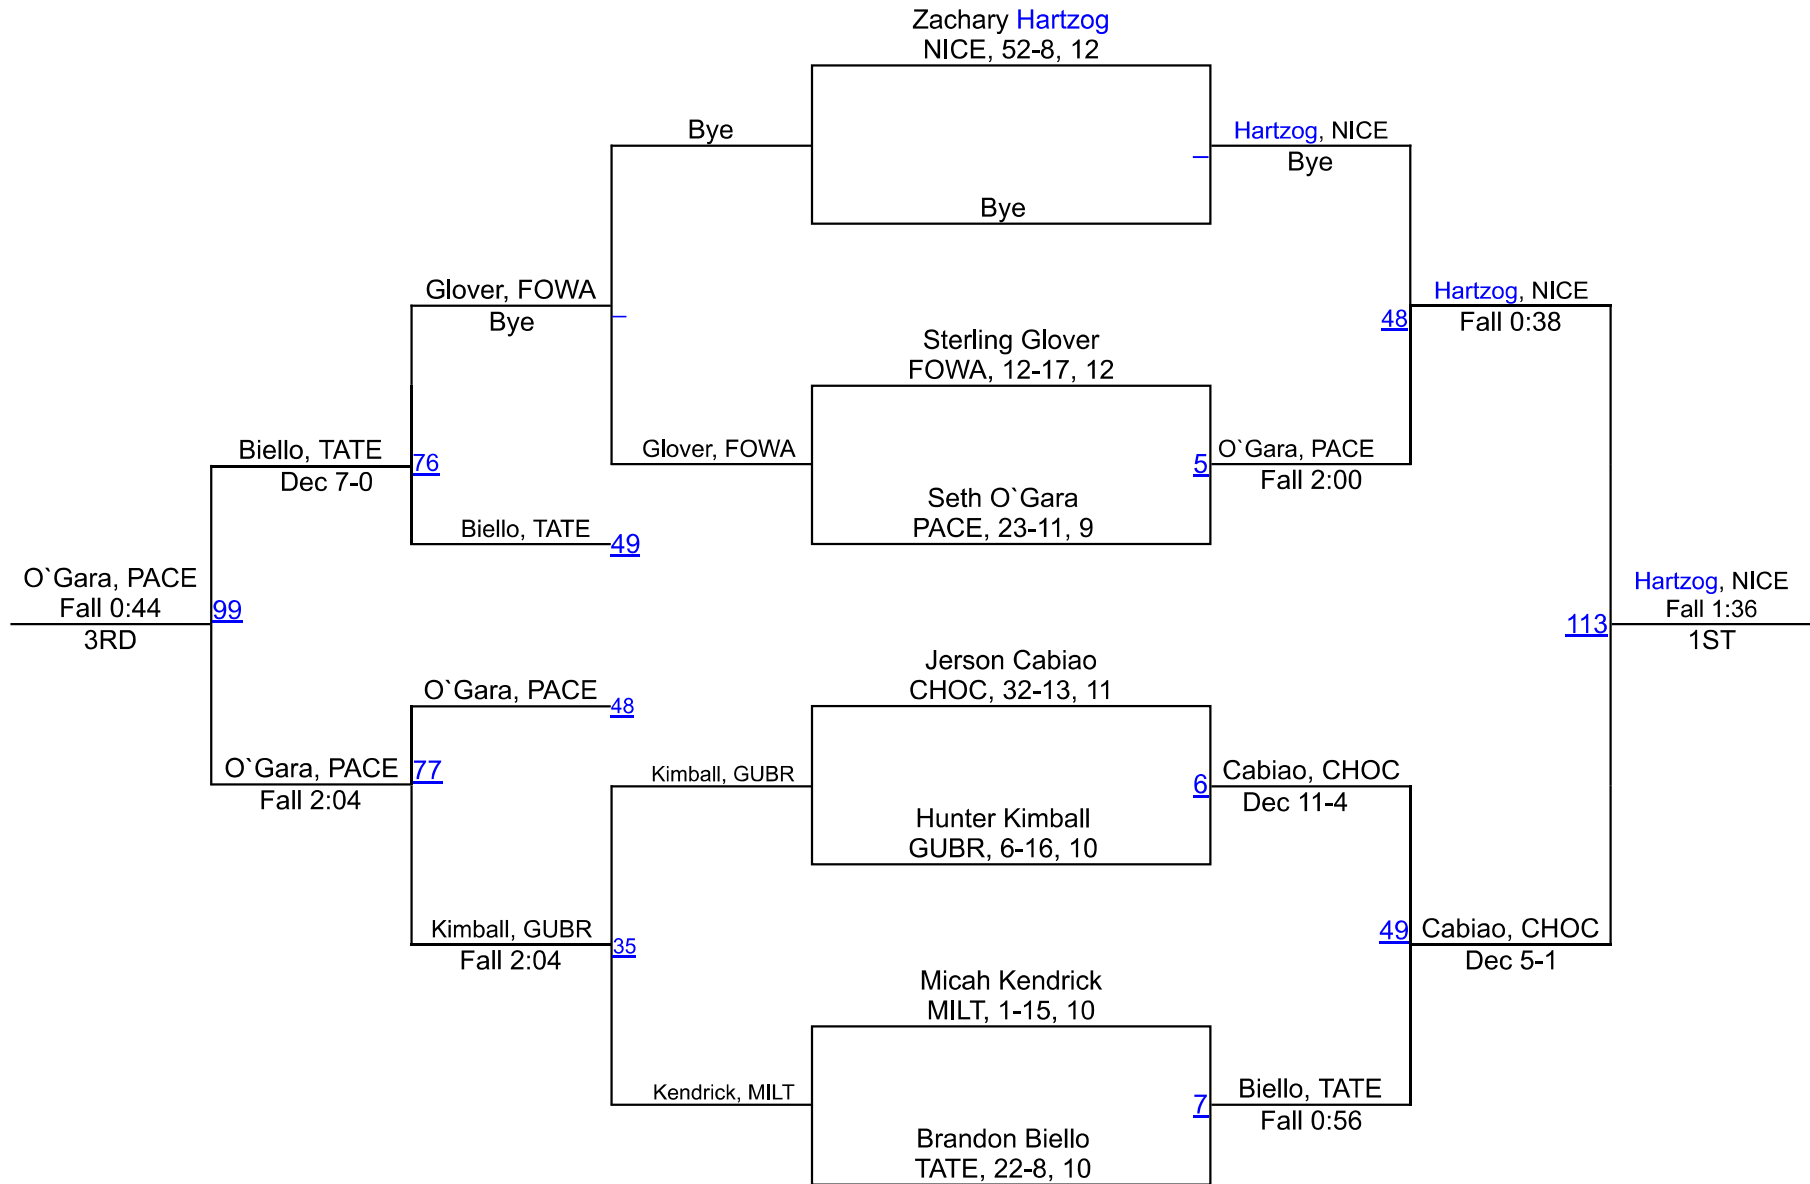 Zachary Hartzog
NICE, 52-8, 12
Bye
Hartzog, NICE
–
Bye
Bye
Glover, FOWA
–
Bye
Hartzog, NICE
48
Fall 0:38
Sterling Glover
FOWA, 12-17, 12
Biello, TATE
76
Dec 7-0
Glover, FOWA
5
O`Gara, PACE
Fall 2:00
Seth O`Gara
PACE, 23-11, 9
Biello, TATE
49
O`Gara, PACE
Fall 0:44
99
3RD
Hartzog, NICE
Fall 1:36
113
1ST
Jerson Cabiao
CHOC, 32-13, 11
O`Gara, PACE
48
O`Gara, PACE
77
Fall 2:04
Kimball, GUBR
6
Cabiao, CHOC
Dec 11-4
Hunter Kimball
GUBR, 6-16, 10
Kimball, GUBR
35
Fall 2:04
49
Cabiao, CHOC
Dec 5-1
Micah Kendrick
MILT, 1-15, 10
Kendrick, MILT
7
Biello, TATE
Fall 0:56
Brandon Biello
TATE, 22-8, 10